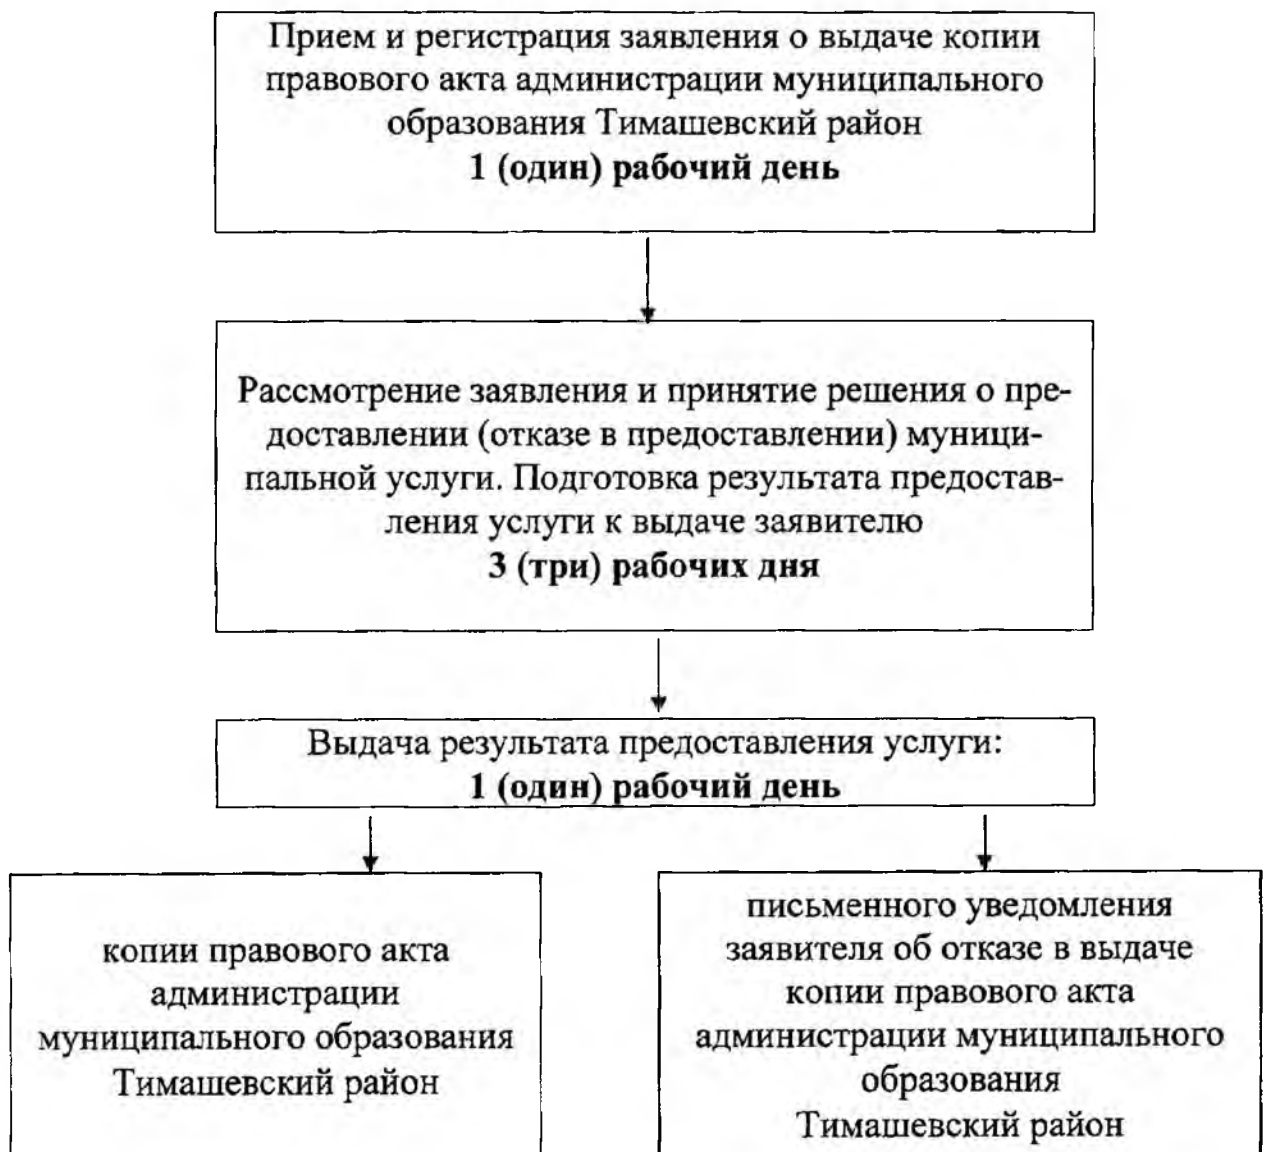 Прием и регистрация заявления о выдаче копии
правового акта администрации муниципального
образования Тимашевский район
1 (один) рабочий день
Рассмотрение заявления и принятие решения о пре-
доставлении (отказе в предоставлении) муници-
пальной услуги. Подготовка результата предостав-
ления услуги к выдаче заявителю
3 (три) рабочих дня
Выдача результата предоставления услуги:
1 (один) рабочий день
копии правового акта
администрации
муниципального образования
Тимашевский район
письменного уведомления
заявителя об отказе в выдаче
копии правового акта
администрации муниципального
образования
Тимашевский район